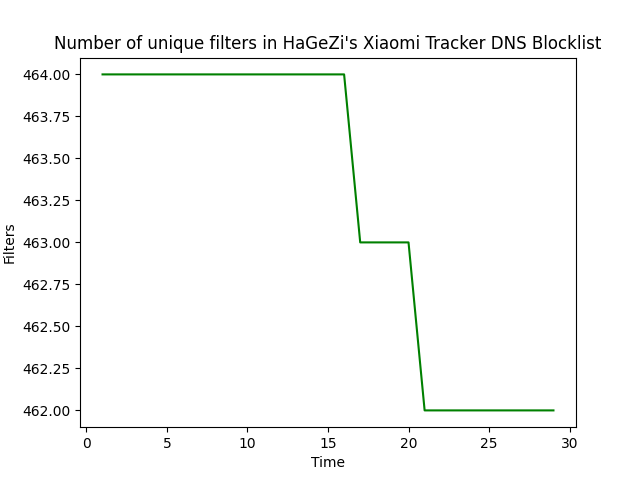 Number of unique filters in HaGeZi's Xiaomi Tracker DNS Blocklist
464.00
463.75
463.50
463.25
463.00
462.75
462.50
462.25
462.00
Filters
0 5 10 15 20 25 30
Time